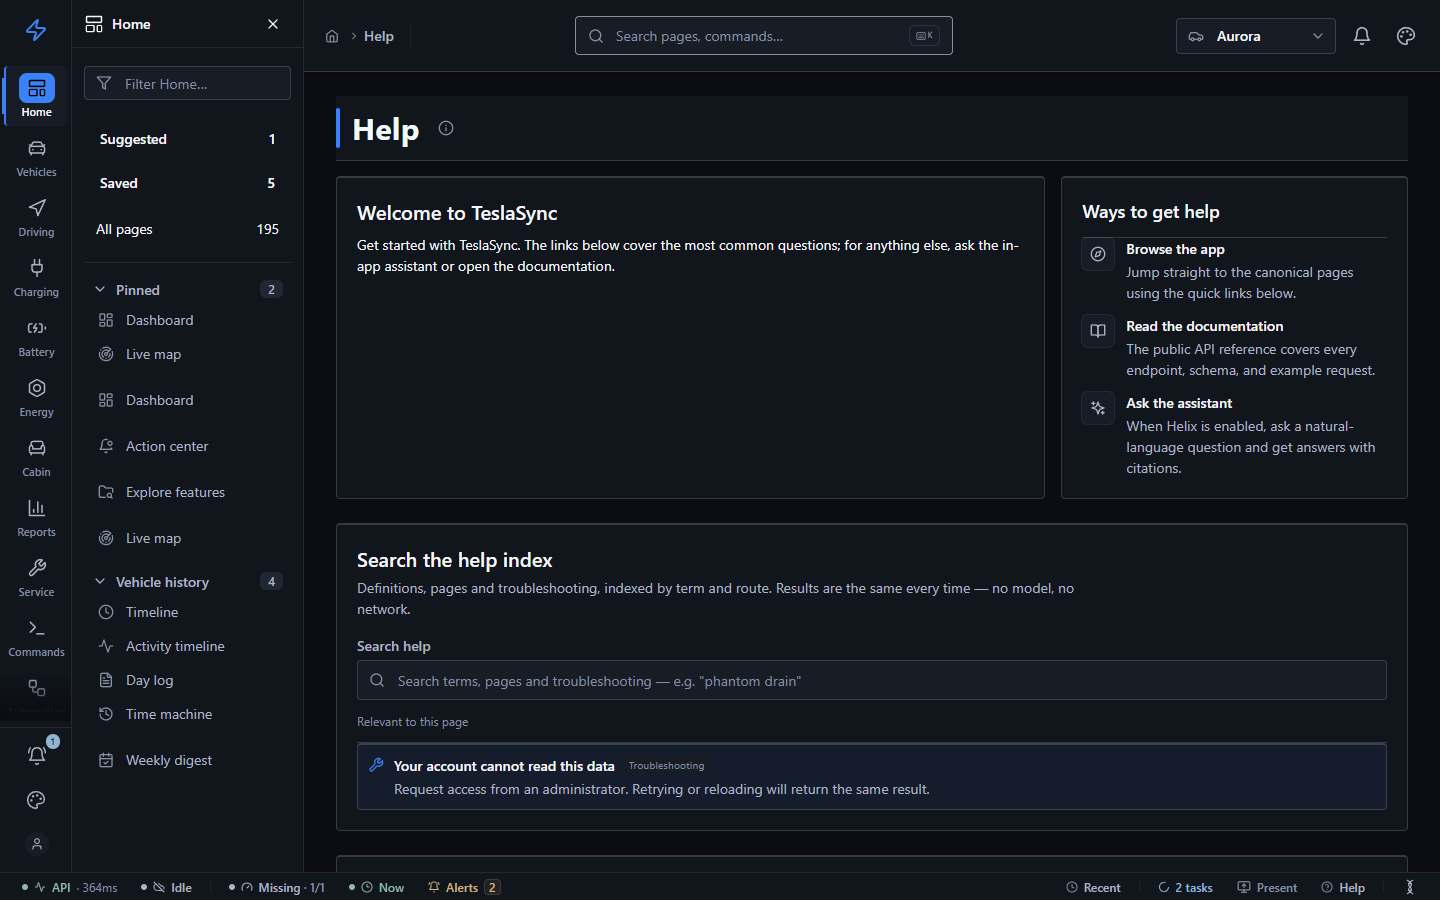 Home
Vehicles
Driving
Charging
Battery
Energy
Cabin
Reports
Service
Commands
1
Home
Filter Home...
Suggested 1
Saved 5
All pages 195
Pinned 2
Dashboard
Live map
Dashboard
Action center
Explore features
Live map
Vehicle history 4
Timeline
Activity timeline
Day log
Time machine
Weekly digest
Help
Search pages, commands...
K
Aurora
Help
Welcome to TeslaSync
Get started with TeslaSync. The links below cover the most common questions; for anything else, ask the in-
app assistant or open the documentation.
Ways to get help
Browse the app
Jump straight to the canonical pages
using the quick links below.
Read the documentation
The public API reference covers every
endpoint, schema, and example request.
Ask the assistant
When Helix is enabled, ask a natural-
language question and get answers with
citations.
Search the help index
Definitions, pages and troubleshooting, indexed by term and route. Results are the same every time — no model, no
network.
Search help
Search terms, pages and troubleshooting — e.g. "phantom drain"
Relevant to this page
Your account cannot read this data Troubleshooting
Request access from an administrator. Retrying or reloading will return the same result.
API · 364ms Idle Missing · 1/1 Now Alerts 2 Recent 2 tasks Present Help